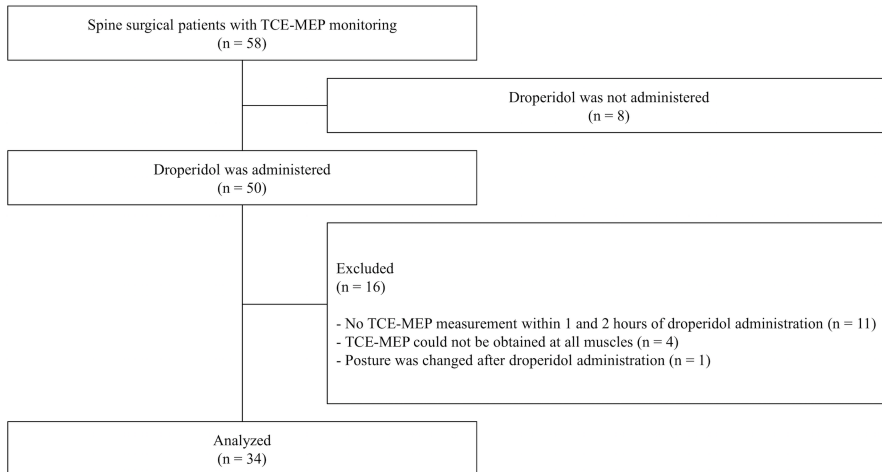 Spine surgical patients with TCE-MEP monitoring
(n = 58)
Droperidol was not administered
(n = 8)
Droperidol was administered
(n = 50)
Excluded
(n = 16)
- No TCE-MEP measurement within 1 and 2 hours of droperidol administration (n = 11)
- TCE-MEP could not be obtained at all muscles (n = 4)
- Posture was changed after droperidol administration (n = 1)
Analyzed
(n = 34)